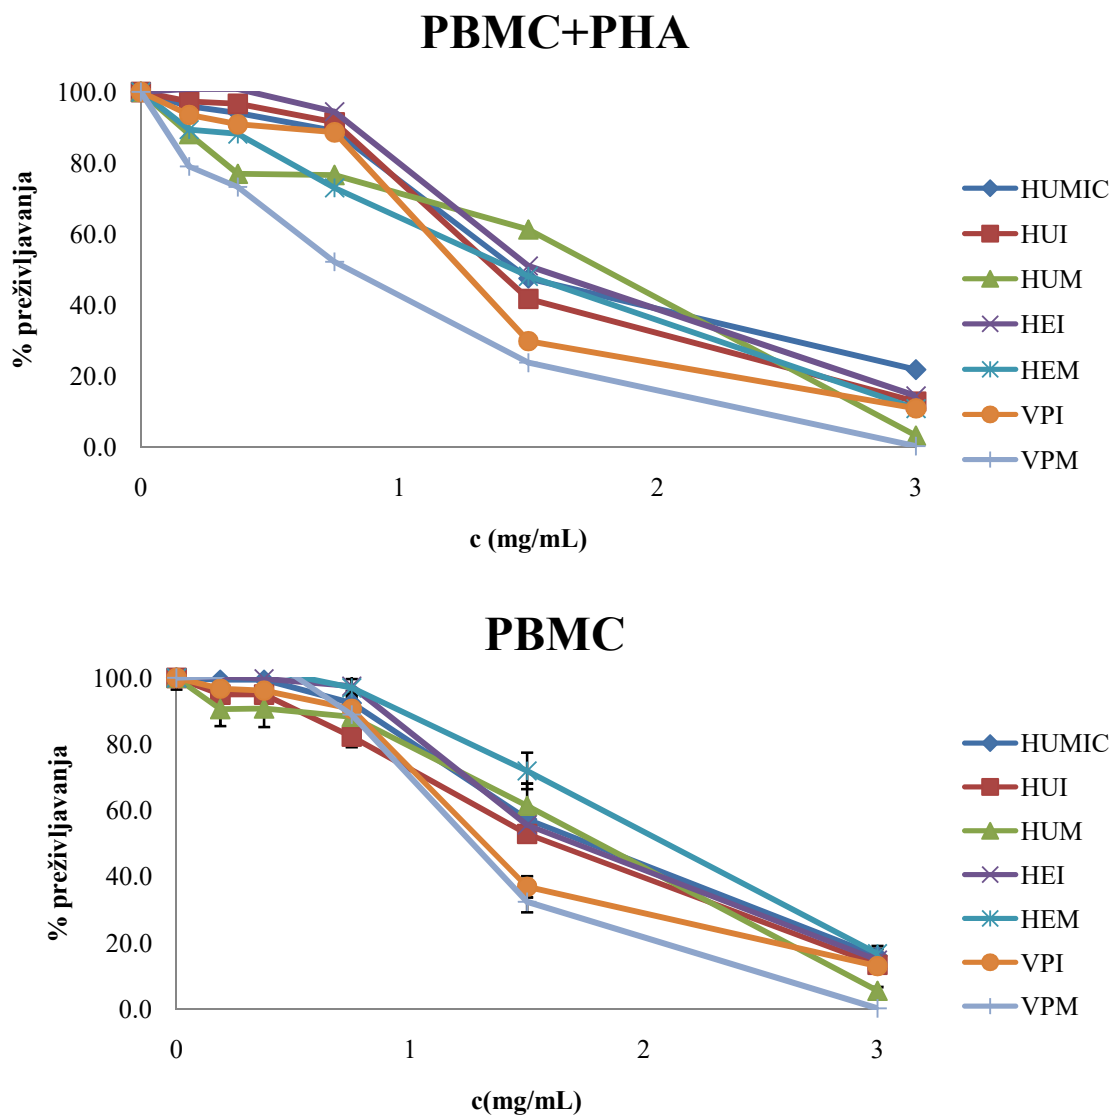 PBMC+PHA
100.0
80.0
60.0
40.0
20.0
0.0
% preživljavanja
0 1 2 3
c (mg/mL)
HUMIC
HUI
HUM
HEI
HEM
VPI
VPM
PBMC
100.0
80.0
60.0
40.0
20.0
0.0
% preživljavanja
0 1 2 3
c(mg/mL)
HUMIC
HUI
HUM
HEI
HEM
VPI
VPM